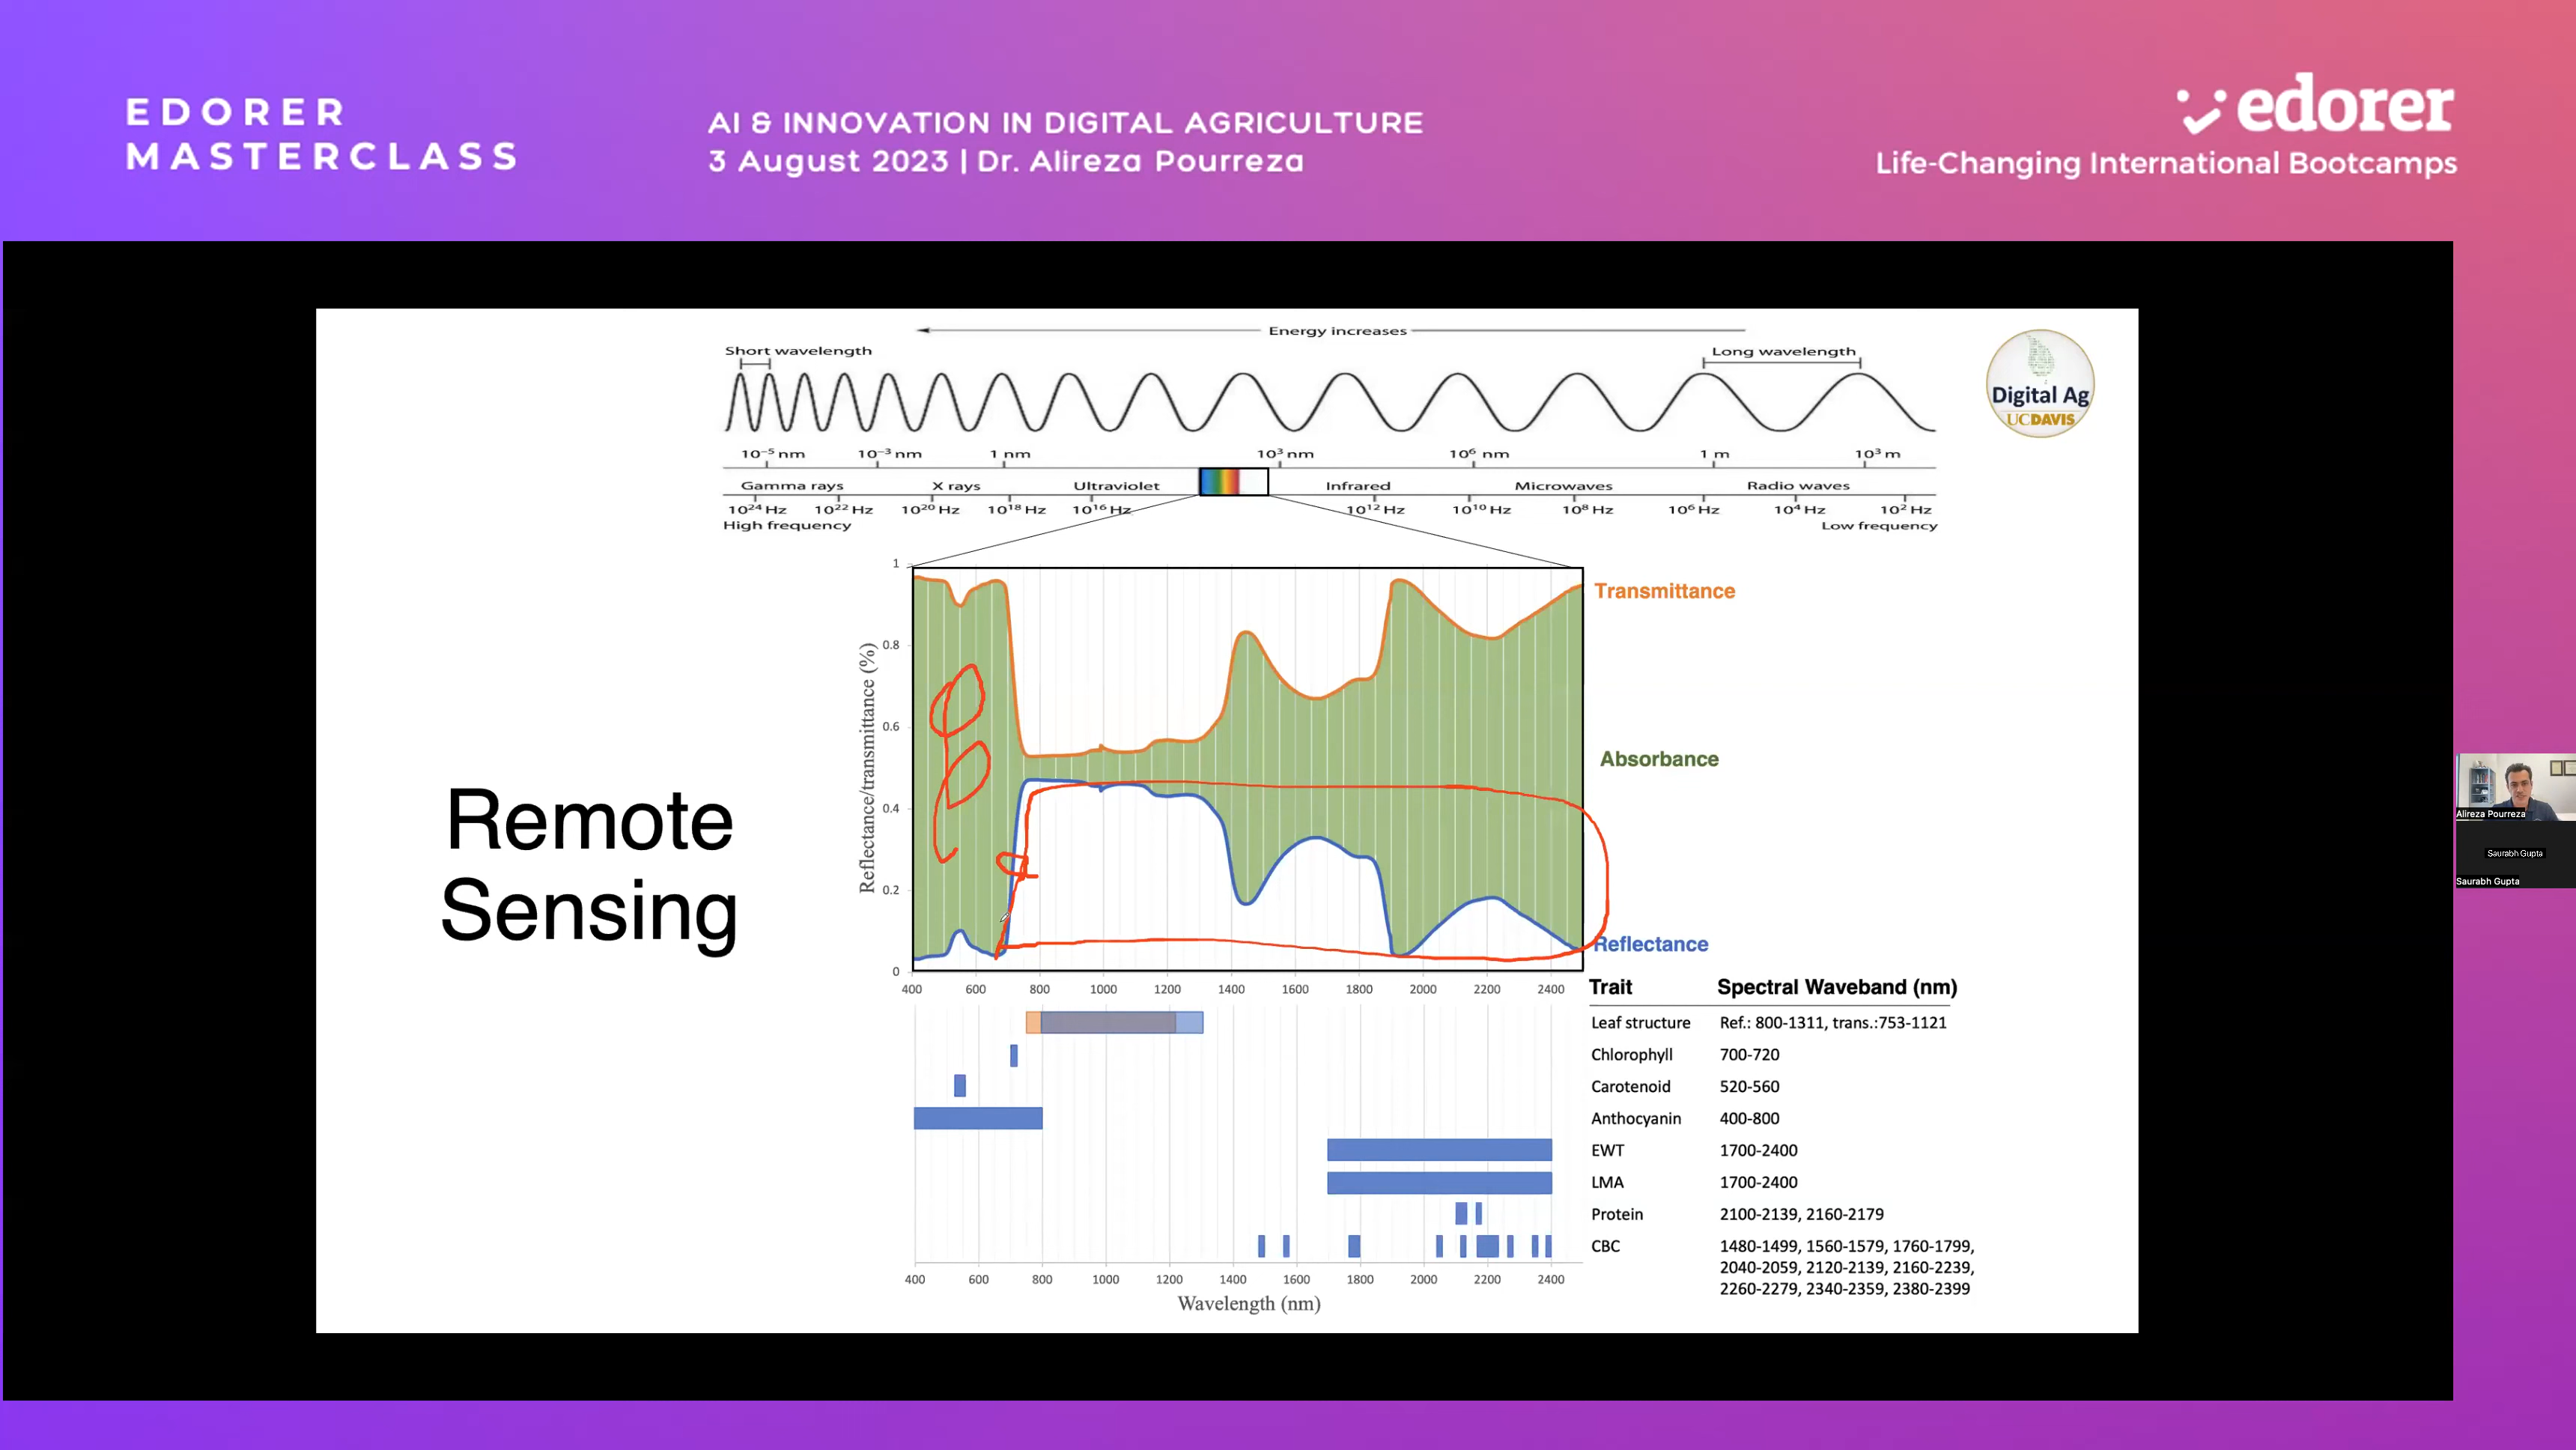 EDORER
MASTERCLASS
AI & INNOVATION IN DIGITAL AGRICULTURE
3 August 2023 | Dr. Alireza Pourreza
edorer
Life-Changing International Bootcamps
Energy increases
Short wavelength
Long wavelength
Digital Ag
UCDAVIS
10⁻⁵ nm 10⁻³ nm 1 nm 10³ nm 10⁶ nm 1 m 10³ m
Gamma rays X rays Ultraviolet Infrared Microwaves Radio waves
10²⁴ Hz 10²² Hz 10²⁰ Hz 10¹⁸ Hz 10¹⁶ Hz 10¹² Hz 10¹⁰ Hz 10⁸ Hz 10⁶ Hz 10⁴ Hz 10² Hz
High frequency Low frequency
Remote
Sensing
Reflectance/transmittance (%)
1
0.8
0.6
0.4
0.2
0
Transmittance
Absorbance
Reflectance
400 600 800 1000 1200 1400 1600 1800 2000 2200 2400
Trait Spectral Waveband (nm)
Leaf structure Ref.: 800-1311, trans.:753-1121
Chlorophyll 700-720
Carotenoid 520-560
Anthocyanin 400-800
EWT 1700-2400
LMA 1700-2400
Protein 2100-2139, 2160-2179
CBC 1480-1499, 1560-1579, 1760-1799,
2040-2059, 2120-2139, 2160-2239,
2260-2279, 2340-2359, 2380-2399
400 600 800 1000 1200 1400 1600 1800 2000 2200 2400
Wavelength (nm)
Alireza Pourreza
Saurabh Gupta
Saurabh Gupta